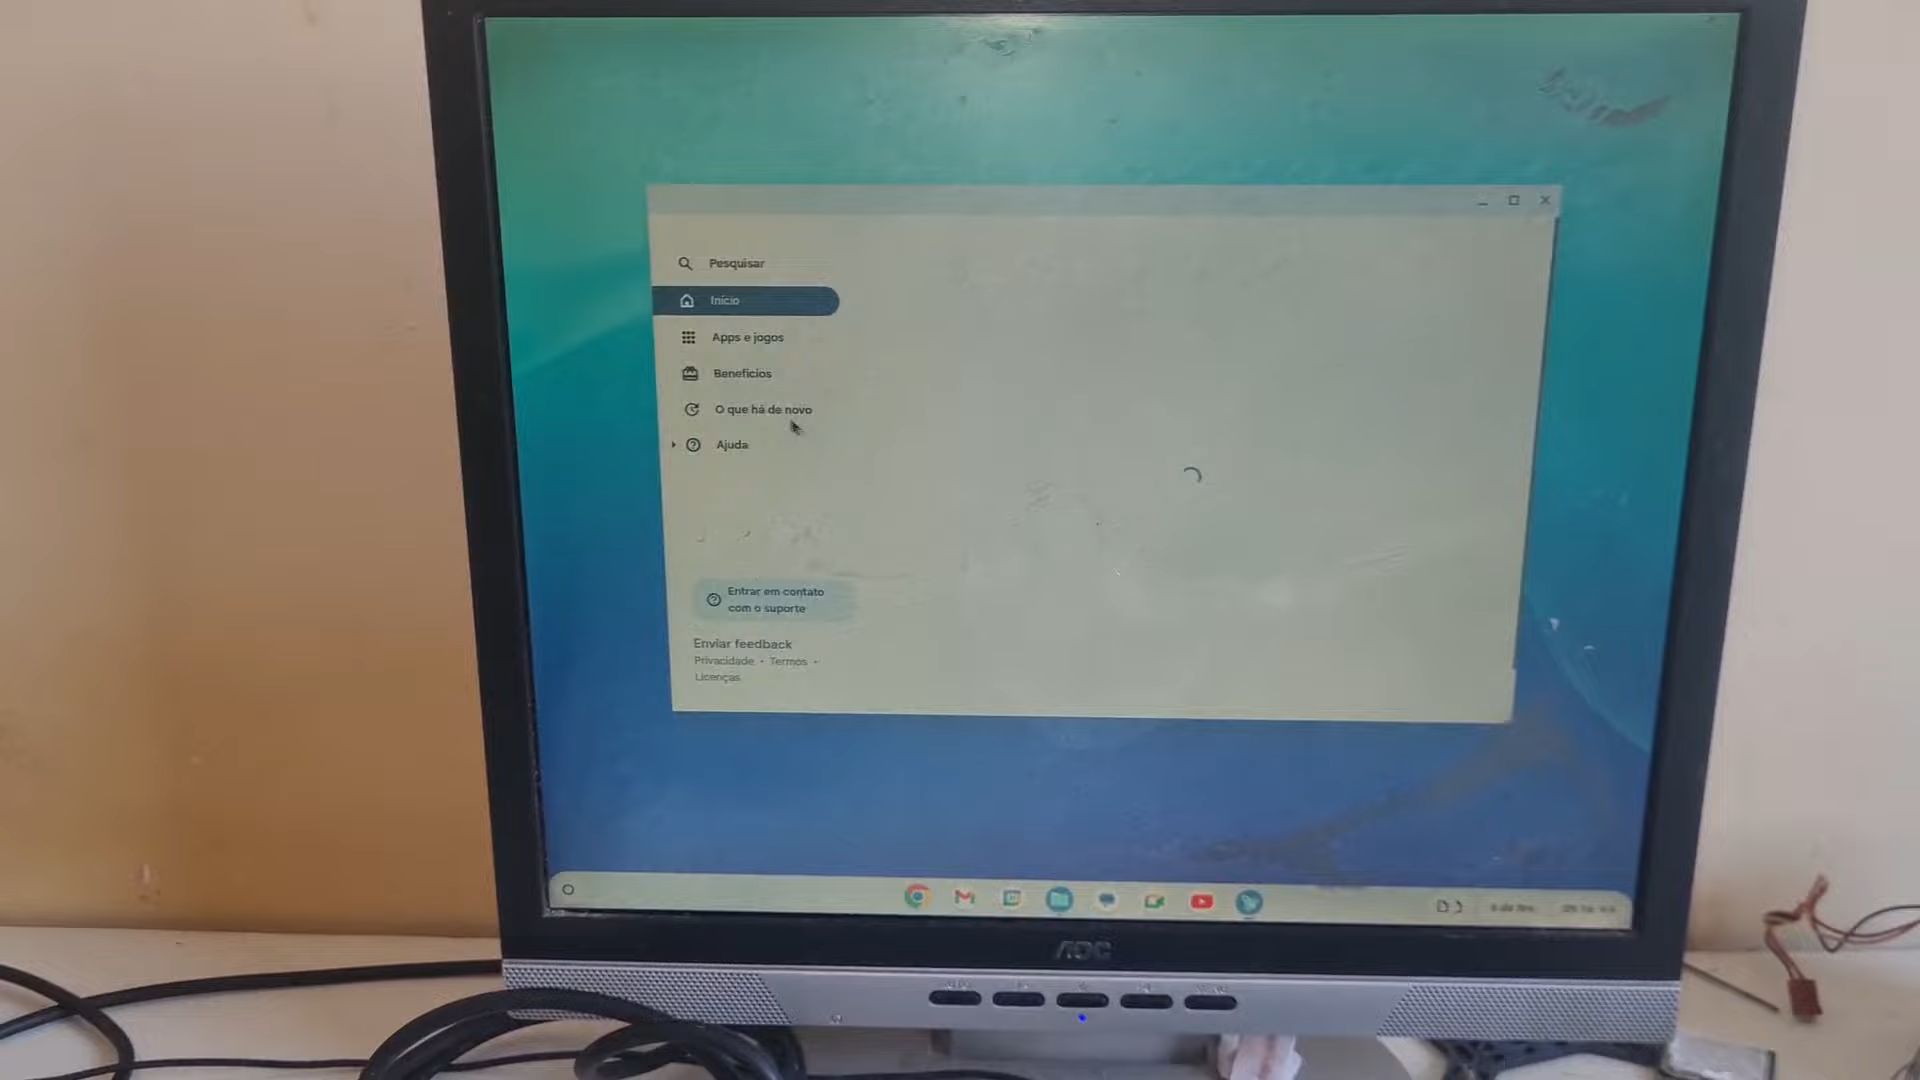 Pesquisar
Início
Apps e jogos
Benefícios
O que há de novo
Ajuda
Entrar em contato
com o suporte
Enviar feedback
Privacidade • Termos •
Licenças
AOC